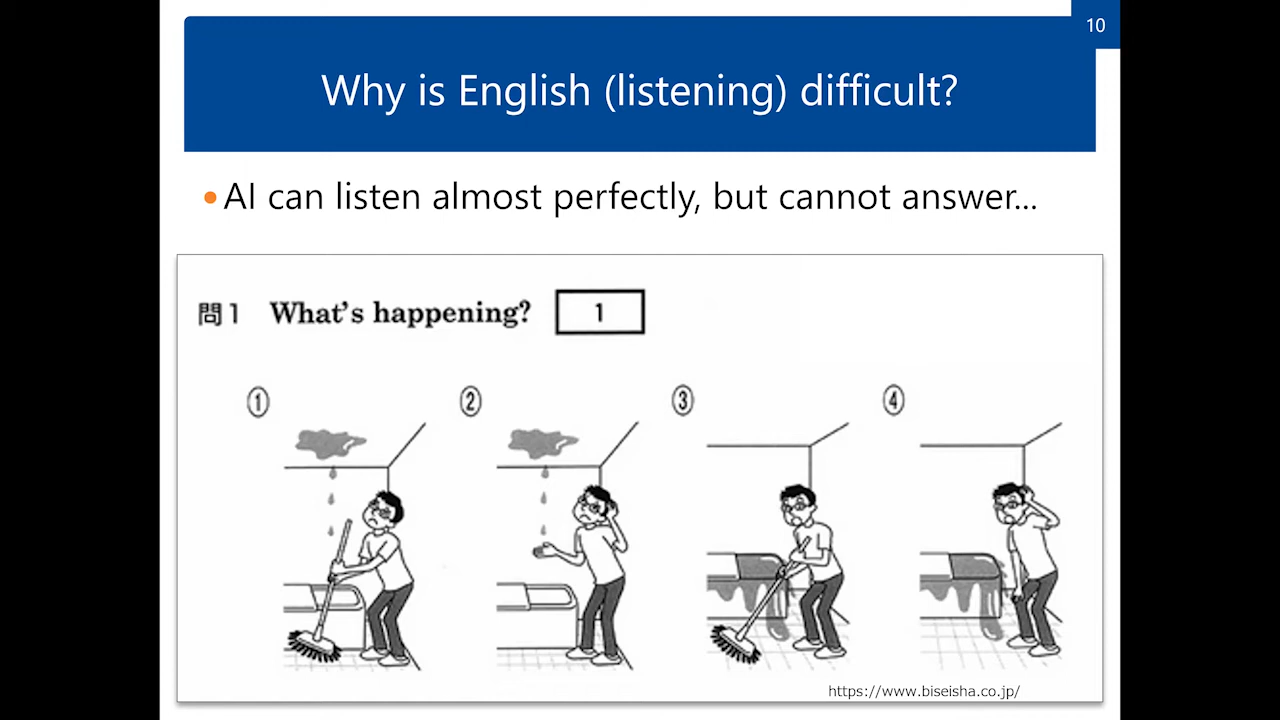 10
Why is English (listening) difficult?
•AI can listen almost perfectly, but cannot answer...
問1 What's happening? 1
① ② ③ ④
https://www.biseisha.co.jp/